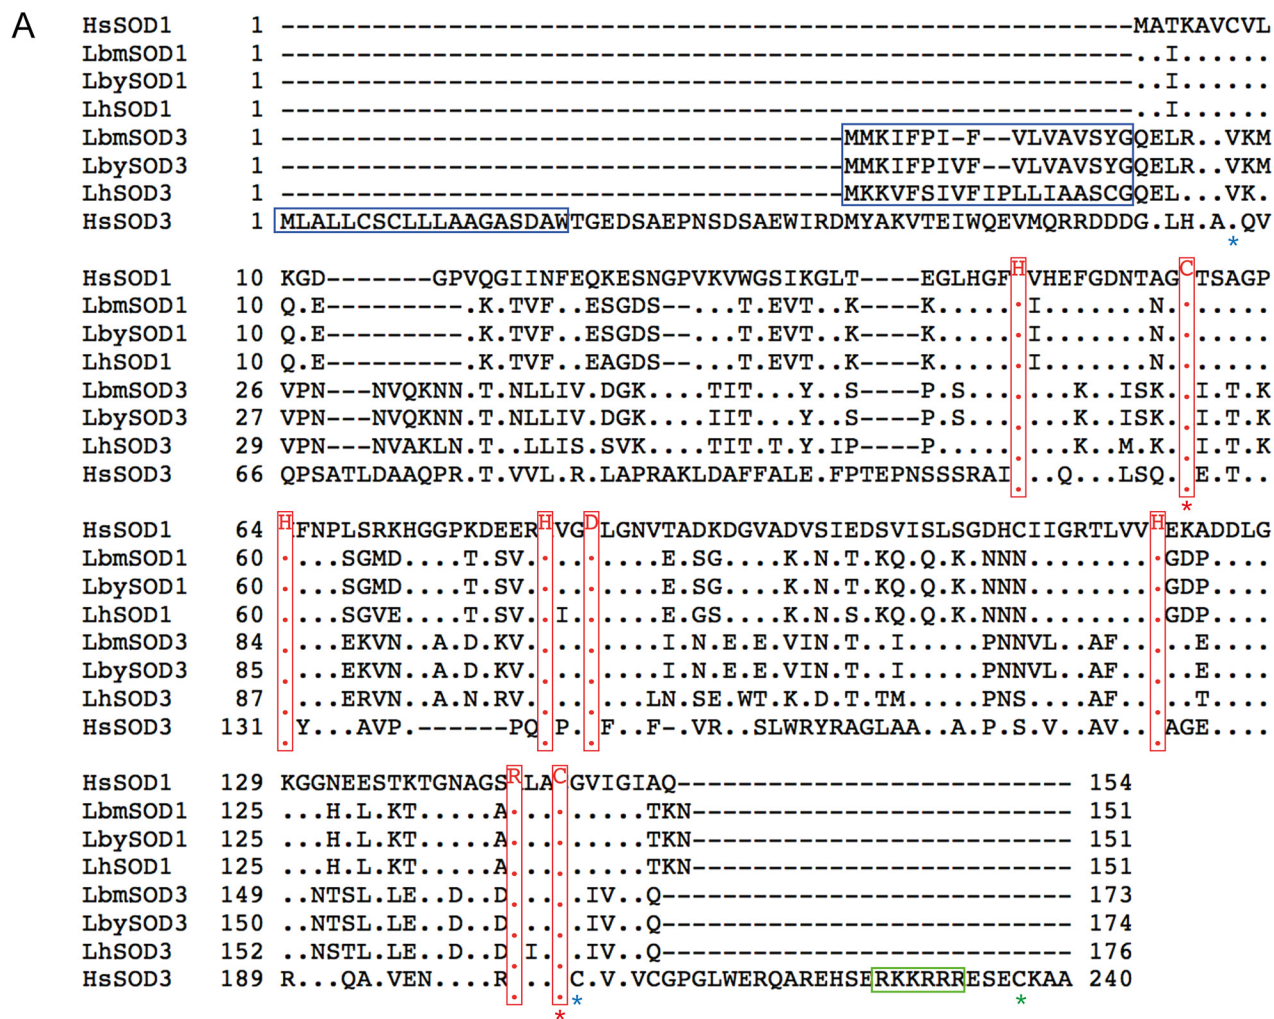 A
HsSOD1 1 --------------------------------------------------------MATKAVCVL
LbmSOD1 1 --------------------------------------------------------..I......
LbySOD1 1 --------------------------------------------------------..I......
LhSOD1 1 --------------------------------------------------------..I......
LbmSOD3 1 -------------------------------------MMKIFPI-F--VLVAVSYGQELR..VKM
LbySOD3 1 -------------------------------------MMKIFPIVF--VLVAVSYGQELR..VKM
LhSOD3 1 -------------------------------------MKKVFSIVFIPLLIAASCGQEL...VK.
HsSOD3 1 MLALLCSCLLLAAGASDAWTGEDSAEPNSDSAEWIRDMYAKVTEIWQEVMQRRDDDG.LH.A.QV
*
HsSOD1 10 KGD-------GPVQGIINFEQKESNGPVKVWGSIKGLT----EGLHGFHVHEFGDNTAGCTSAGP
LbmSOD1 10 Q.E---------.K.TVF..ESGDS--...T.EVT..K----K......I.......N.......
LbySOD1 10 Q.E---------.K.TVF..ESGDS--...T.EVT..K----K......I.......N.......
LhSOD1 10 Q.E---------.K.TVF..EAGDS--...T.EVT..K----K......I.......N.......
LbmSOD3 26 VPN---NVQKNN.T.NLLIV.DGK....TIT...Y..S----P.S.......K..ISK.I.T.K
LbySOD3 27 VPN---NVQKNN.T.NLLIV.DGK....IIT...Y..S----P.S.......K..ISK.I.T.K
LhSOD3 29 VPN---NVAKLN.T..LLIS.SVK....TIT.T.Y.IP----P.........K..M.K.I.T.K
HsSOD3 66 QPSATLDAAQPR.T.VVVL.R.LAPRAKLDAFFALE.FPTEPNSSSRAI...Q...LSQ.E.T..
*
HsSOD1 64 HFNPLSRKHGGPKDEERHVGDLGNVTADKDGVADVSIEDSVISLSGDHCIIGRTLVVHEKADDLG
LbmSOD1 60 ....SGMD....T.SV.........E.SG....K.N.T.KQ.Q.K.NNN.........GDP....
LbySOD1 60 ....SGMD....T.SV.........E.SG....K.N.T.KQ.Q.K.NNN.........GDP....
LhSOD1 60 ....SGVE....T.SV..I......E.GS....K.N.S.KQ.Q.K.NNN.........GDP....
LbmSOD3 84 ....EKVN..A.D.KV.........I.N.E.E.VIN.T..I.....PNNVL..AF.....E....
LbySOD3 85 ....EKVN..A.D.KV.........I.N.E.E.VIN.T..I.....PNNVL..AF.....E....
LhSOD3 87 ....ERVN..A.N.RV........LN.SE.WT.K.D.T.TM.....PNS....AF.....T....
HsSOD3 131 .Y...AVP.------PQ.P.F..F-.VR..SLWRYRAGLAA..A.P.S.V..AV...AGE....
HsSOD1 129 KGGNEESTKTGNAGSRLACGVIGIAQ-------------------------- 154
LbmSOD1 125 ...H.L.KT.....A.........TKN------------------------- 151
LbySOD1 125 ...H.L.KT.....A.........TKN------------------------- 151
LhSOD1 125 ...H.L.KT.....A.........TKN------------------------- 151
LbmSOD3 149 ..NTSL.LE..D..D.....IV..Q--------------------------- 173
LbySOD3 150 ..NTSL.LE..D..D.....IV..Q--------------------------- 174
LhSOD3 152 ..NSTL.LE..D..D.I...IV..Q--------------------------- 176
HsSOD3 189 R...QA.VEN....R....C.V.VCGPGLWERQAREHSERKKRRRESECKAA 240
* * *